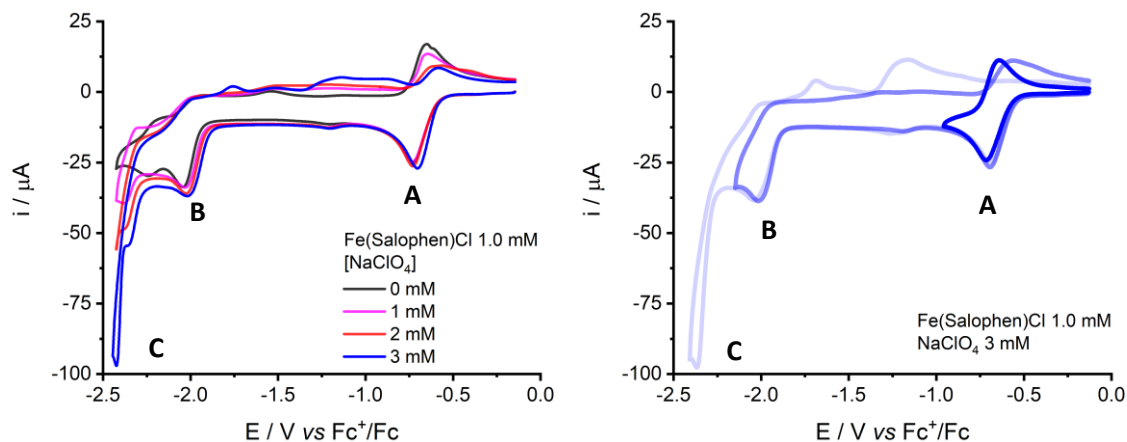 25
0
-25
-50
-75
-100
i / µA
A
B
C
Fe(Salophen)Cl 1.0 mM
[NaClO4]
0 mM
1 mM
2 mM
3 mM
-2.5 -2.0 -1.5 -1.0 -0.5 0.0
E / V vs Fc⁺/Fc
25
0
-25
-50
-75
-100
i / µA
A
B
C
Fe(Salophen)Cl 1.0 mM
NaClO₄ 3 mM
-2.5 -2.0 -1.5 -1.0 -0.5 0.0
E / V vs Fc⁺/Fc